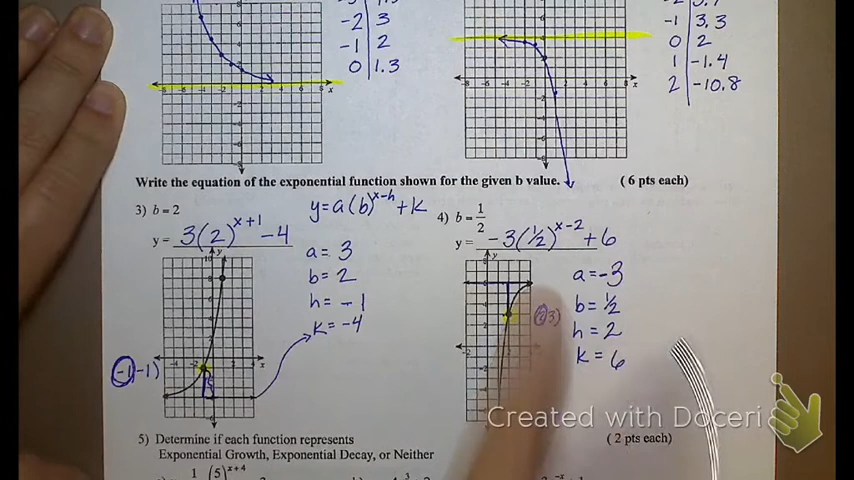 -2 3
-1 2
0 1.3
-1 3.3
0 2
1 -1.4
2 -10.8
Write the equation of the exponential function shown for the given b value. (6 pts each)
3) b = 2
y = a(b)^x-h + k
4) b = 1/2
y = 3(2)^x+1 - 4
y = -3(1/2)^x-2 + 6
a = 3
b = 2
h = -1
k = -4
(-1, -1)
a = -3
b = 1/2
h = 2
k = 6
Created with Doceri
5) Determine if each function represents (2 pts each)
Exponential Growth, Exponential Decay, or Neither